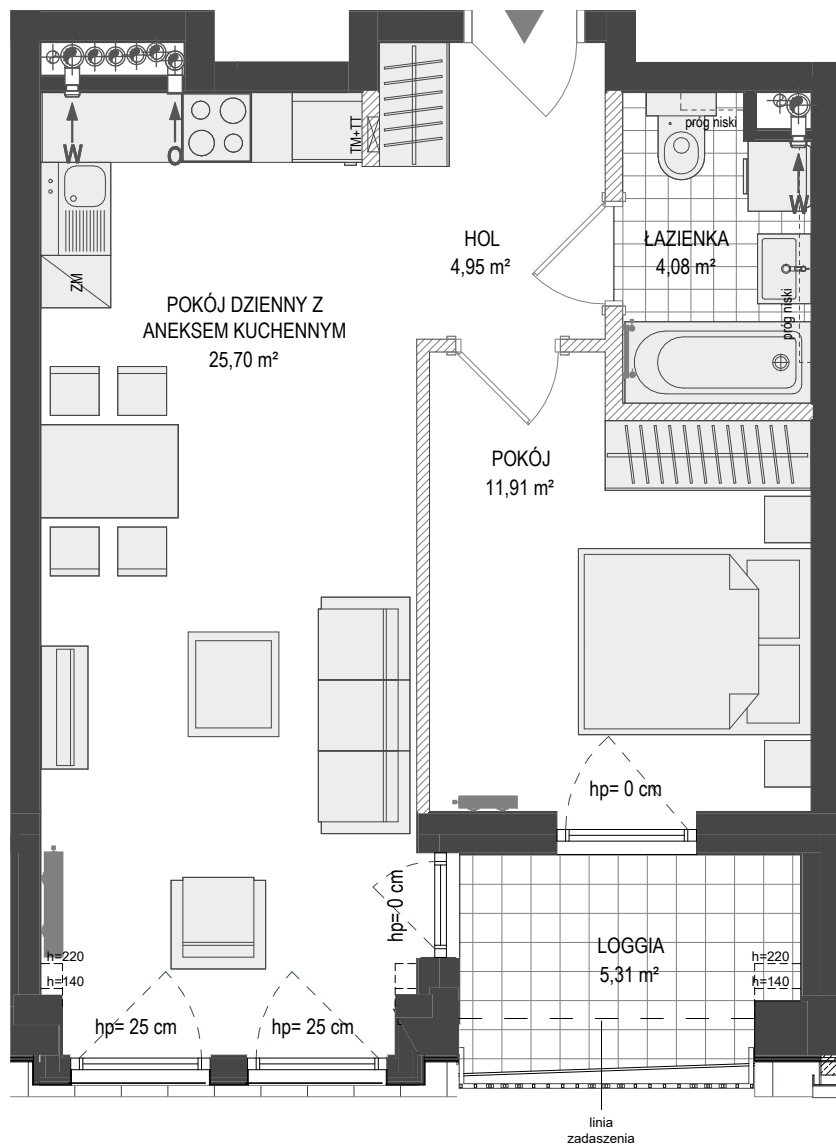 próg niski
TM+TT
W
O
W
HOL
4,95 m²
ŁAZIENKA
4,08 m²
ZM
POKÓJ DZIENNY Z
ANEKSEM KUCHENNYM
25,70 m²
próg niski
POKÓJ
11,91 m²
hp= 0 cm
hp= 0 cm
LOGGIA
5,31 m²
h=220
h=140
h=220
h=140
hp= 25 cm
hp= 25 cm
linia
zadaszenia